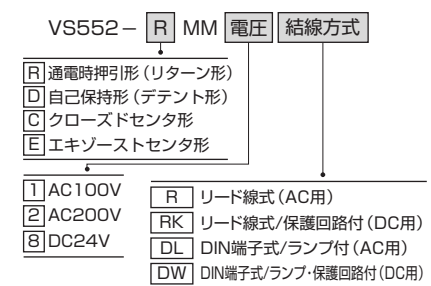 VS552－ R MM 電圧 結線方式
R 通電時押引形(リターン形)
D 自己保持形(デテント形)
C クローズドセンタ形
E エキゾーストセンタ形
1 AC100V
2 AC200V
8 DC24V
R リード線式(AC用)
RK リード線式/保護回路付(DC用)
DL DIN端子式/ランプ付(AC用)
DW DIN端子式/ランプ・保護回路付(DC用)